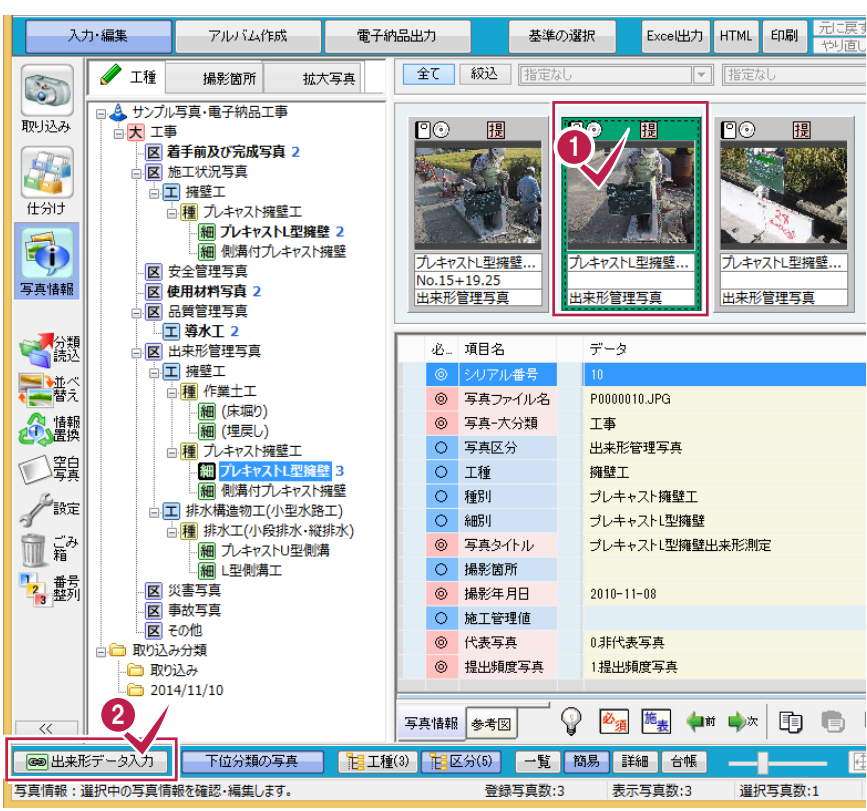 入力・編集 アルバム作成 電子納品出力 基準の選択 Excel出力 HTML 印刷 元に戻す
やり直し
取り込み
仕分け
写真情報
分類
読込
並べ
替え
情報
置換
空白
写真
設定
ごみ
箱
番号
整列
<<
工種 撮影箇所 拡大写真
サンプル写真・電子納品工事
大 工事
区 着手前及び完成写真 2
区 施工状況写真
工 擁壁工
種 プレキャスト擁壁工
細 プレキャストL型擁壁 2
細 側溝付プレキャスト擁壁
区 安全管理写真
区 使用材料写真 2
区 品質管理写真
工 導水工 2
区 出来形管理写真
工 擁壁工
種 作業土工
細 (床堀り)
細 (埋戻し)
種 プレキャスト擁壁工
細 プレキャストL型擁壁 3
細 側溝付プレキャスト擁壁
工 排水構造物工(小型水路工)
種 排水工(小段排水・縦排水)
細 プレキャストU型側溝
細 L型側溝工
区 災害写真
区 事故写真
区 その他
取り込み分類
取り込み
2014/11/10
全て 絞込 指定なし 指定なし
提 提 提
1
プレキャストL型擁壁... プレキャストL型擁壁... プレキャストL型擁壁...
No.15+19.25
出来形管理写真 出来形管理写真 出来形管理写真
必... 項目名 データ
◎ シリアル番号 10
◎ 写真ファイル名 P0000010.JPG
◎ 写真-大分類 工事
○ 写真区分 出来形管理写真
○ 工種 擁壁工
○ 種別 プレキャスト擁壁工
○ 細別 プレキャストL型擁壁
◎ 写真タイトル プレキャストL型擁壁出来形測定
○ 撮影箇所
◎ 撮影年月日 2010-11-08
○ 施工管理値
◎ 代表写真 0.非代表写真
◎ 提出頻度写真 1.提出頻度写真
写真情報 参考図 必須 施表 前 次
2
出来形データ入力 下位分類の写真 工種(3) 区分(5) 一覧 簡易 詳細 台帳
写真情報 : 選択中の写真情報を確認・編集します。 登録写真数:3 表示写真数:3 選択写真数:1